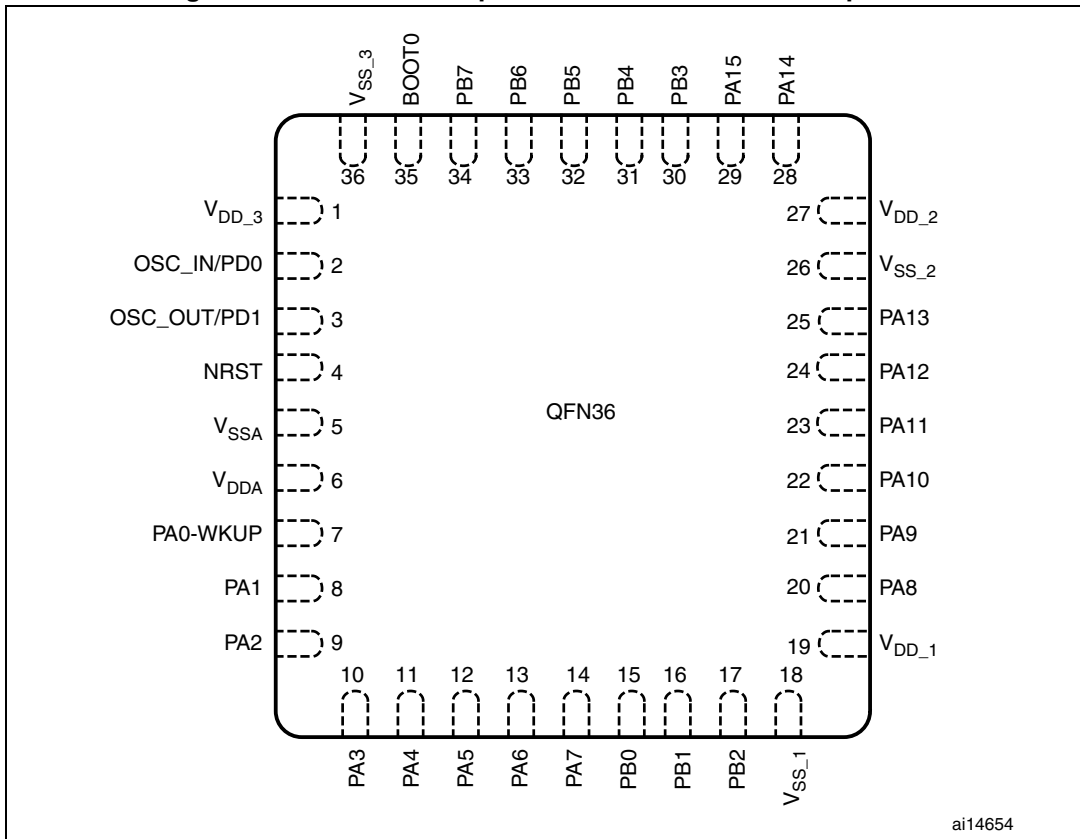 V_SS_3 BOOT0 PB7 PB6 PB5 PB4 PB3 PA15 PA14
36 35 34 33 32 31 30 29 28
V_DD_3 1 27 V_DD_2
OSC_IN/PD0 2 26 V_SS_2
OSC_OUT/PD1 3 25 PA13
NRST 4 24 PA12
QFN36
V_SSA 5 23 PA11
V_DDA 6 22 PA10
PA0-WKUP 7 21 PA9
PA1 8 20 PA8
PA2 9 19 V_DD_1
10 11 12 13 14 15 16 17 18
PA3 PA4 PA5 PA6 PA7 PB0 PB1 PB2 V_SS_1
ai14654